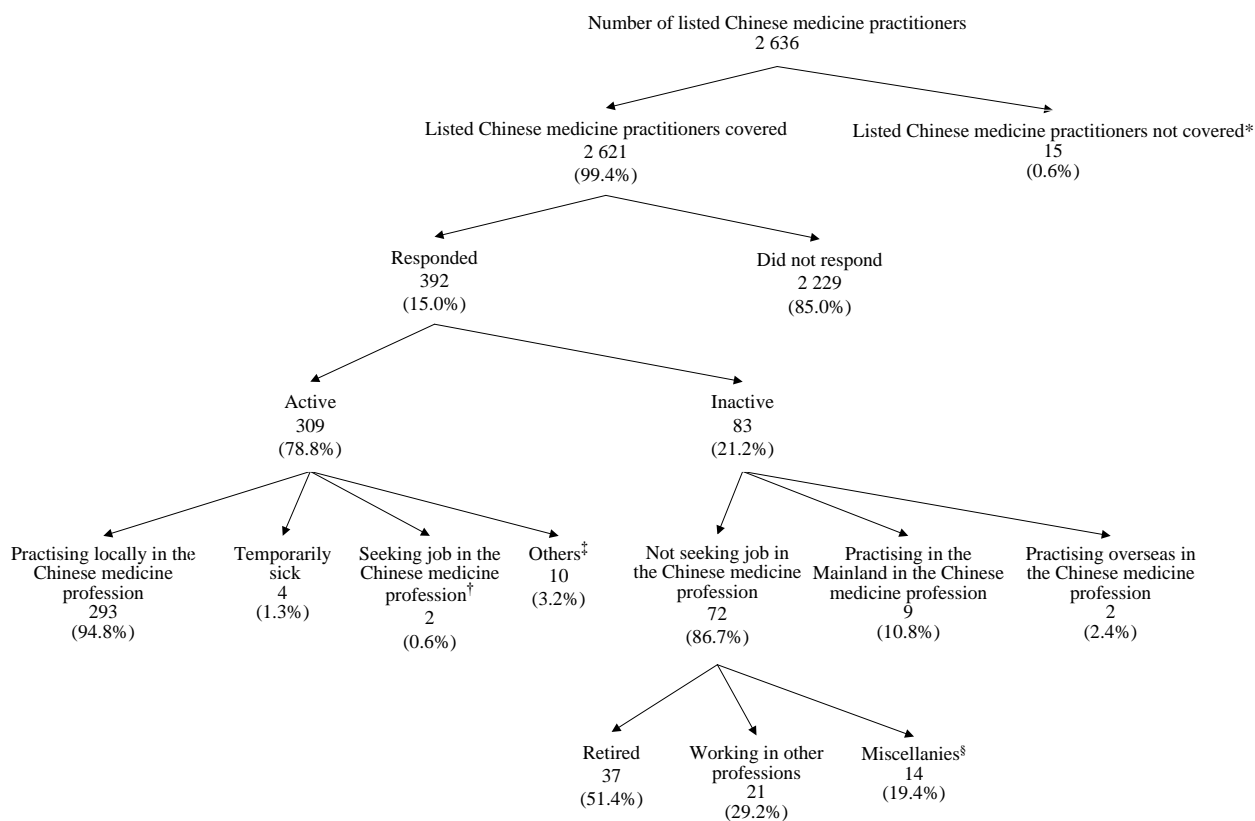 Number of listed Chinese medicine practitioners
2 636
Listed Chinese medicine practitioners covered
2 621
(99.4%)
Listed Chinese medicine practitioners not covered*
15
(0.6%)
Responded
392
(15.0%)
Did not respond
2 229
(85.0%)
Active
309
(78.8%)
Inactive
83
(21.2%)
Practising locally in the
Chinese medicine
profession
293
(94.8%)
Temporarily
sick
4
(1.3%)
Seeking job in the
Chinese medicine
profession†
2
(0.6%)
Others‡
10
(3.2%)
Not seeking job in
the Chinese medicine
profession
72
(86.7%)
Practising in the
Mainland in the Chinese
medicine profession
9
(10.8%)
Practising overseas in
the Chinese medicine
profession
2
(2.4%)
Retired
37
(51.4%)
Working in other
professions
21
(29.2%)
Miscellanies§
14
(19.4%)